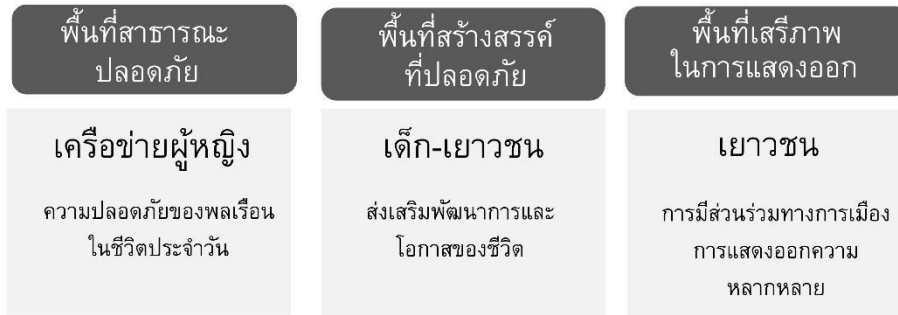 พื้นที่สาธารณะ
ปลอดภัย
เครือข่ายผู้หญิง
ความปลอดภัยของพลเรือน
ในชีวิตประจำวัน
พื้นที่สร้างสรรค์
ที่ปลอดภัย
เด็ก-เยาวชน
ส่งเสริมพัฒนาการและ
โอกาสของชีวิต
พื้นที่เสรีภาพ
ในการแสดงออก
เยาวชน
การมีส่วนร่วมทางการเมือง
การแสดงออกความ
หลากหลาย